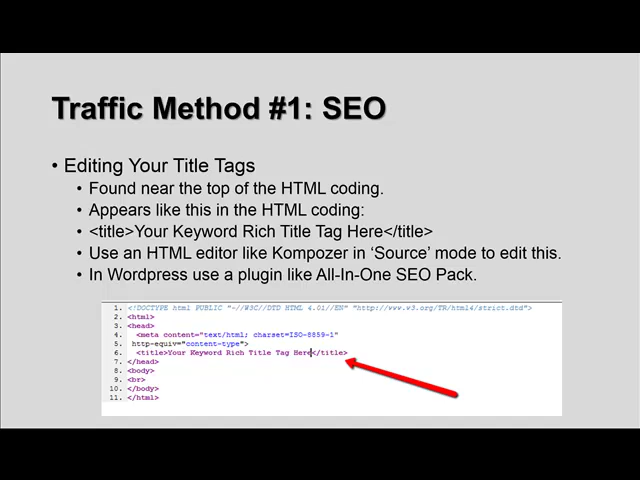 Traffic Method #1: SEO
• Editing Your Title Tags
• Found near the top of the HTML coding.
• Appears like this in the HTML coding:
• <title>Your Keyword Rich Title Tag Here</title>
• Use an HTML editor like Kompozer in ‘Source’ mode to edit this.
• In Wordpress use a plugin like All-In-One SEO Pack.
1. <!DOCTYPE html PUBLIC "-//W3C//DTD HTML 4.01//EN" "http://www.w3.org/TR/html4/strict.dtd">
2. <html>
3. <head>
4. <meta content="text/html; charset=ISO-8859-1"
5. http-equiv="content-type">
6. <title>Your Keyword Rich Title Tag Here</title>
7. </head>
8. <body>
9. <br>
10. </body>
11. </html>